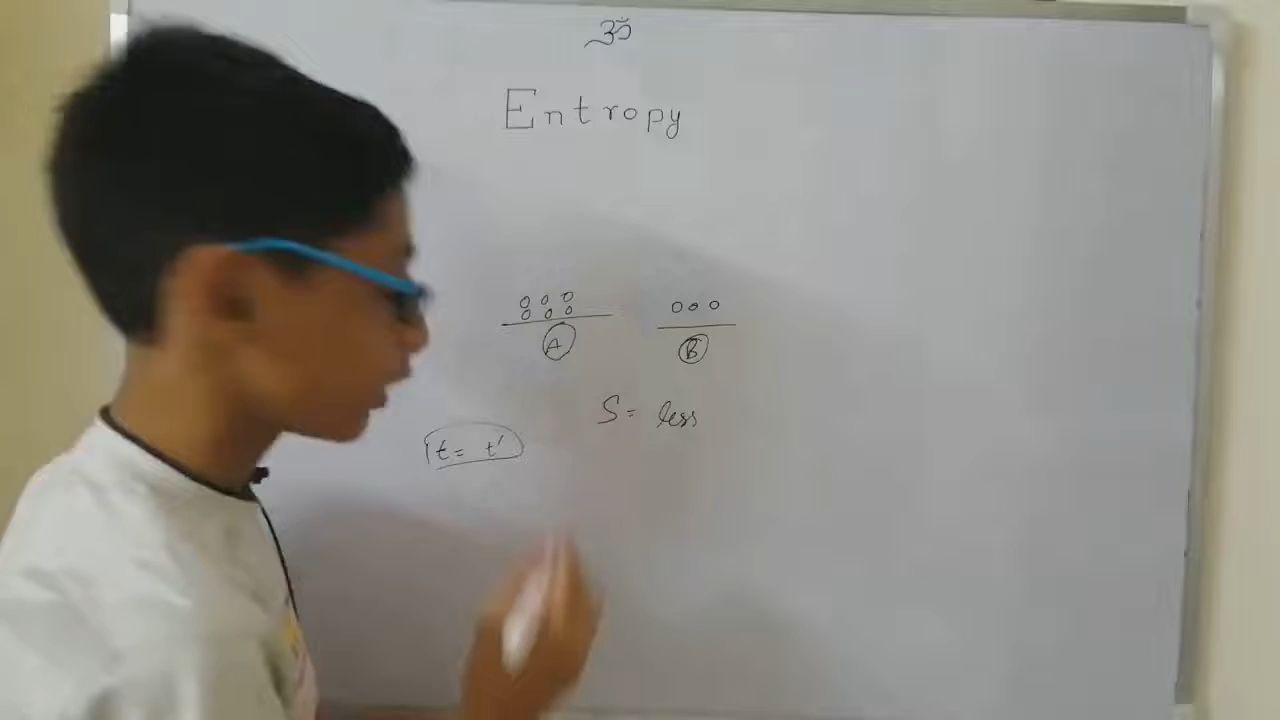 ॐ
Entropy
A B
S = less
t = t'